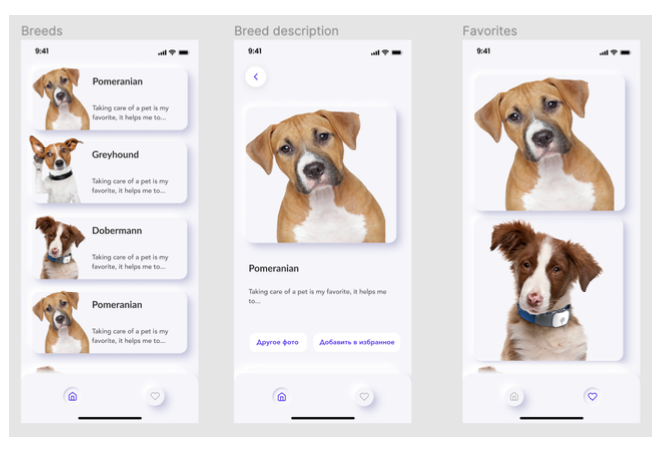 Breeds
9:41
Pomeranian
Taking care of a pet is my
favorite, it helps me to...
Greyhound
Taking care of a pet is my
favorite, it helps me to...
Dobermann
Taking care of a pet is my
favorite, it helps me to...
Pomeranian
Taking care of a pet is my
favorite, it helps me to...
Breed description
9:41
Pomeranian
Taking care of a pet is my favorite, it helps me
to...
Другое фото
Добавить в избранное
Favorites
9:41